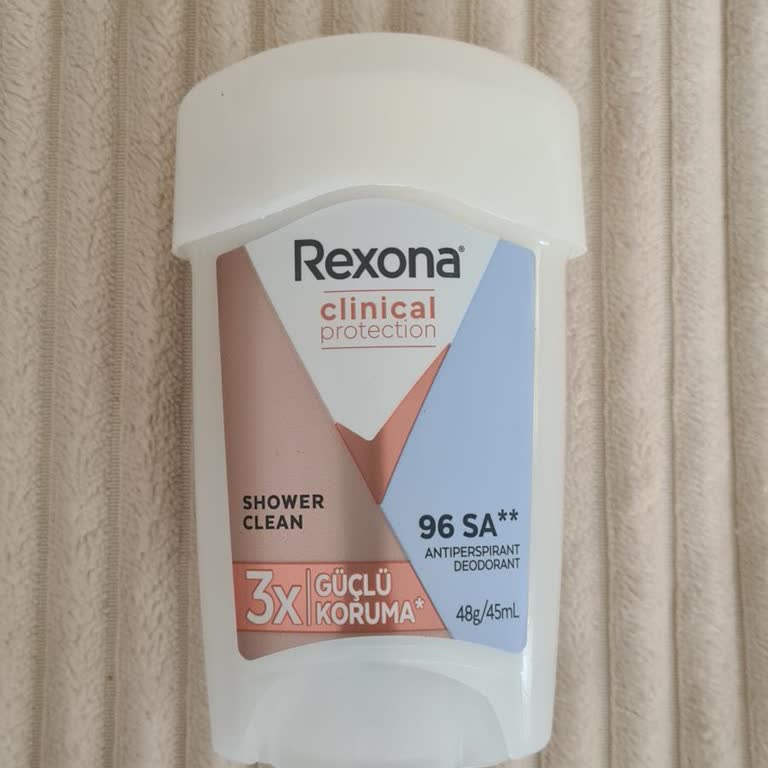 Rexona®
clinical
protection
SHOWER
CLEAN
96 SA**
ANTIPERSPIRANT
DEODORANT
3x GÜÇLÜ
KORUMA*
48g/45mL